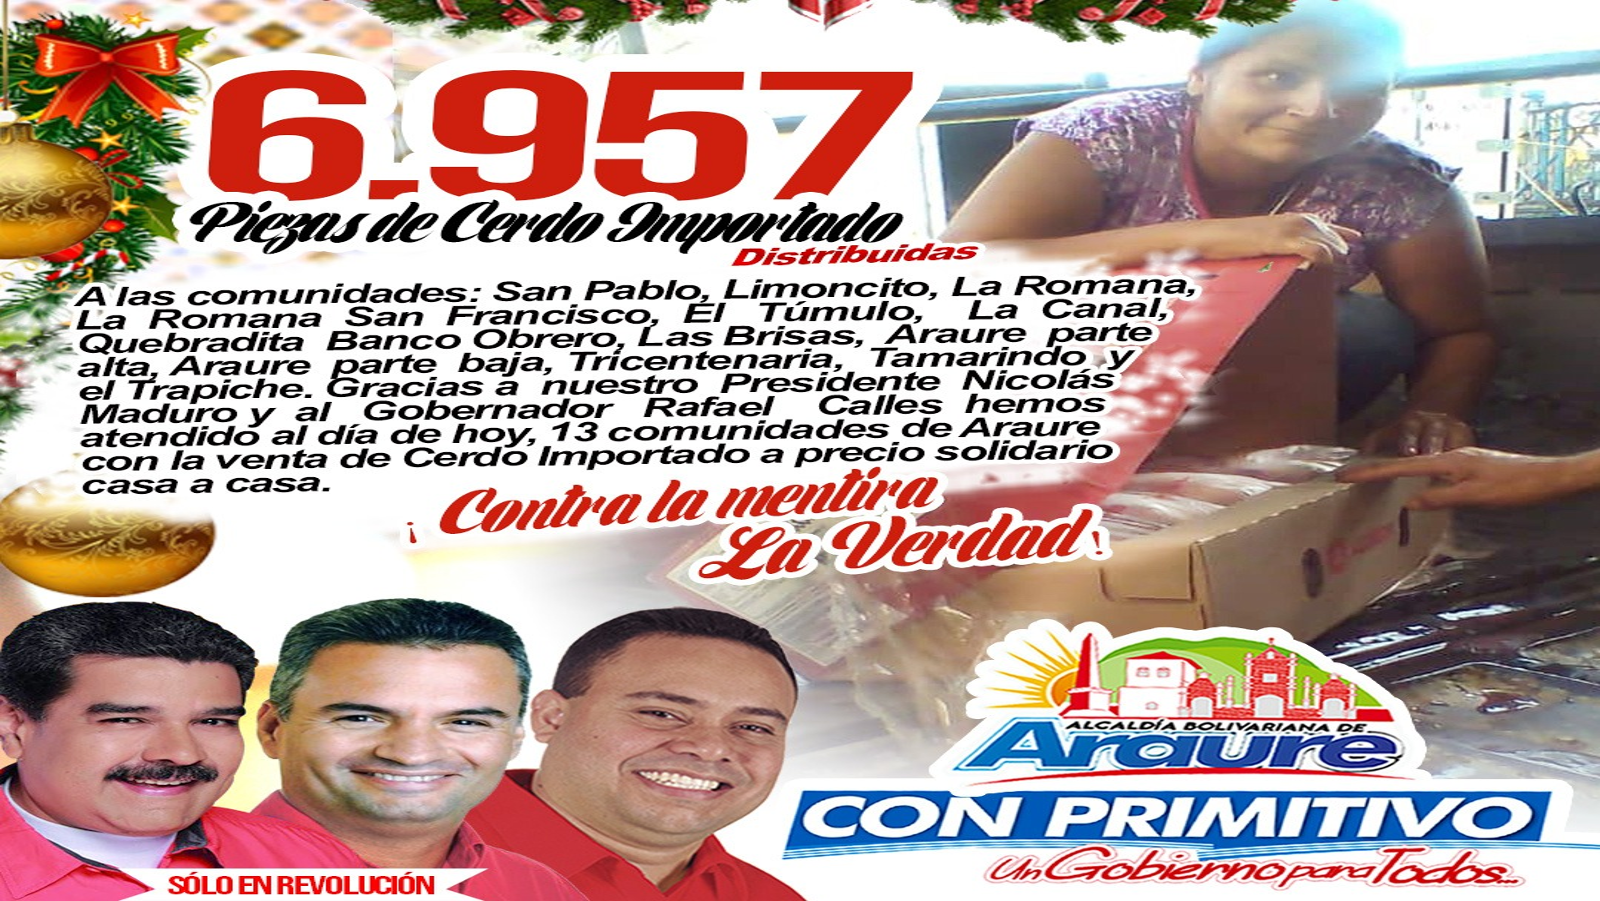 6.957
Piezas de Cerdo Importado
Distribuidas
A las comunidades: San Pablo, Limoncito, La Romana,
La Romana San Francisco, El Túmulo, La Canal,
Quebradita Banco Obrero, Las Brisas, Araure parte
alta, Araure parte baja, Tricentenaria, Tamarindo y
el Trapiche. Gracias a nuestro Presidente Nicolás
Maduro y al Gobernador Rafael Calles hemos
atendido al día de hoy, 13 comunidades de Araure
con la venta de Cerdo Importado a precio solidario
casa a casa.
¡Contra la mentira
La Verdad!
ALCALDÍA BOLIVARIANA DE
Araure
CON PRIMITIVO
Un Gobierno para Todos...
SÓLO EN REVOLUCIÓN